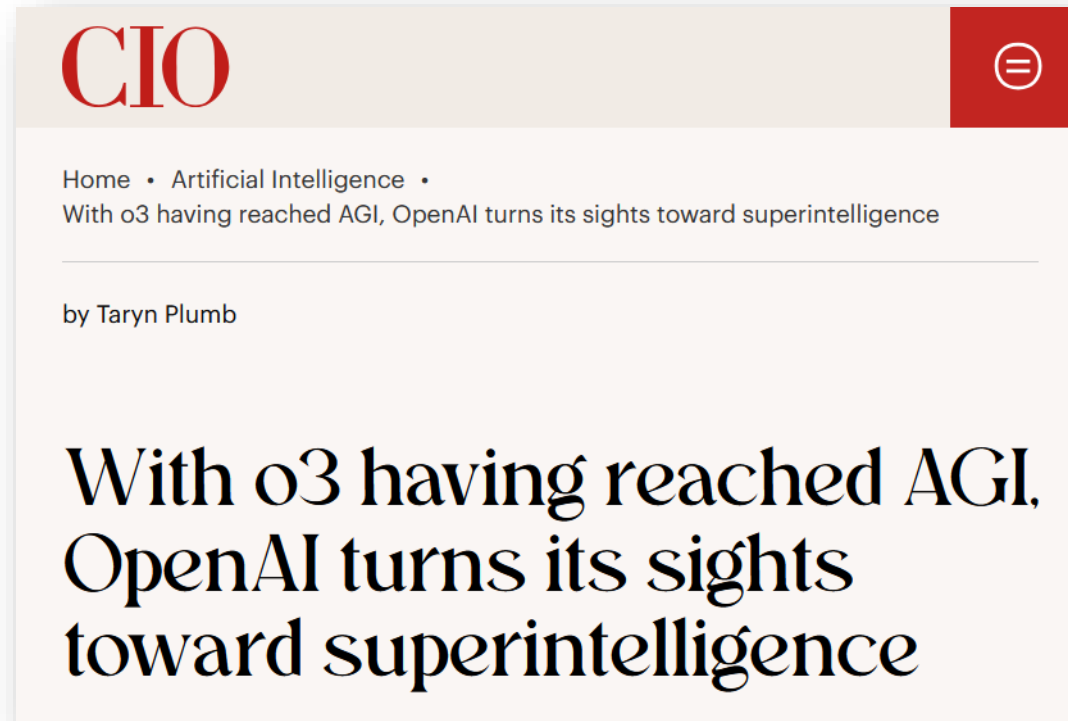 CIO
Home • Artificial Intelligence •
With o3 having reached AGI, OpenAI turns its sights toward superintelligence
by Taryn Plumb
With o3 having reached AGI,
OpenAI turns its sights
toward superintelligence